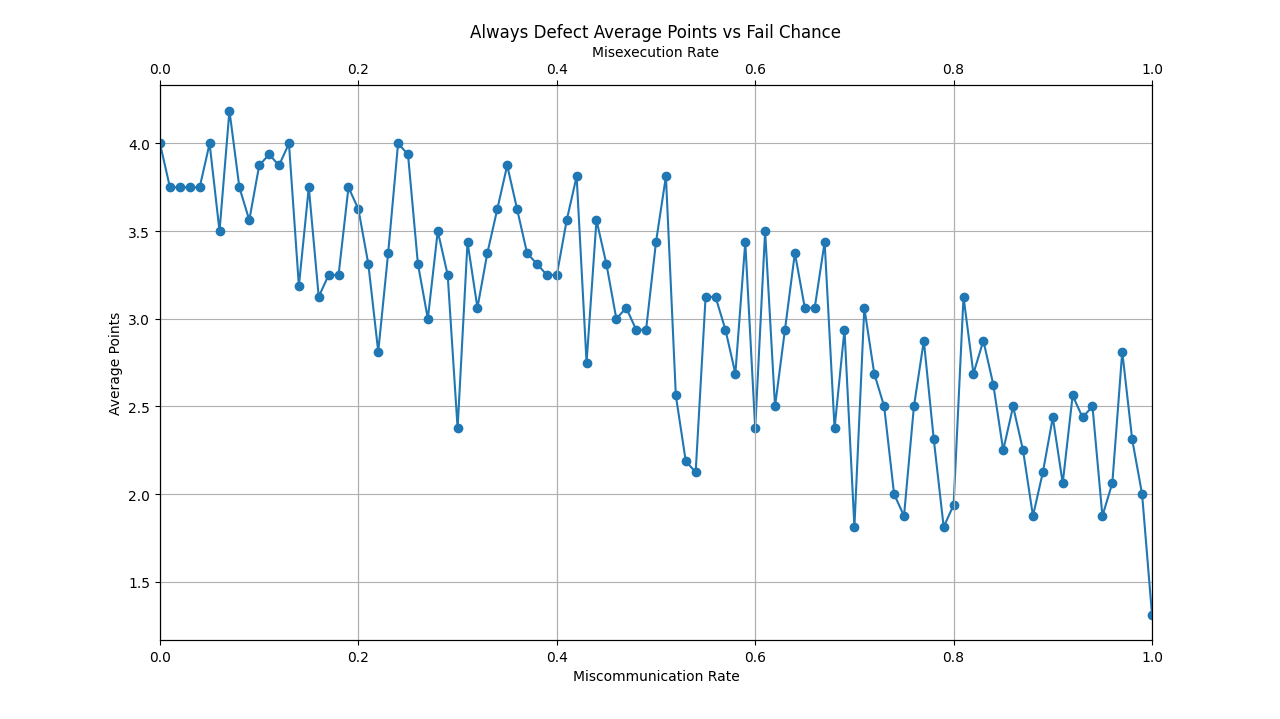 Always Defect Average Points vs Fail Chance
Misexecution Rate
0.0 0.2 0.4 0.6 0.8 1.0
Average Points
4.0
3.5
3.0
2.5
2.0
1.5
0.0 0.2 0.4 0.6 0.8 1.0
Miscommunication Rate